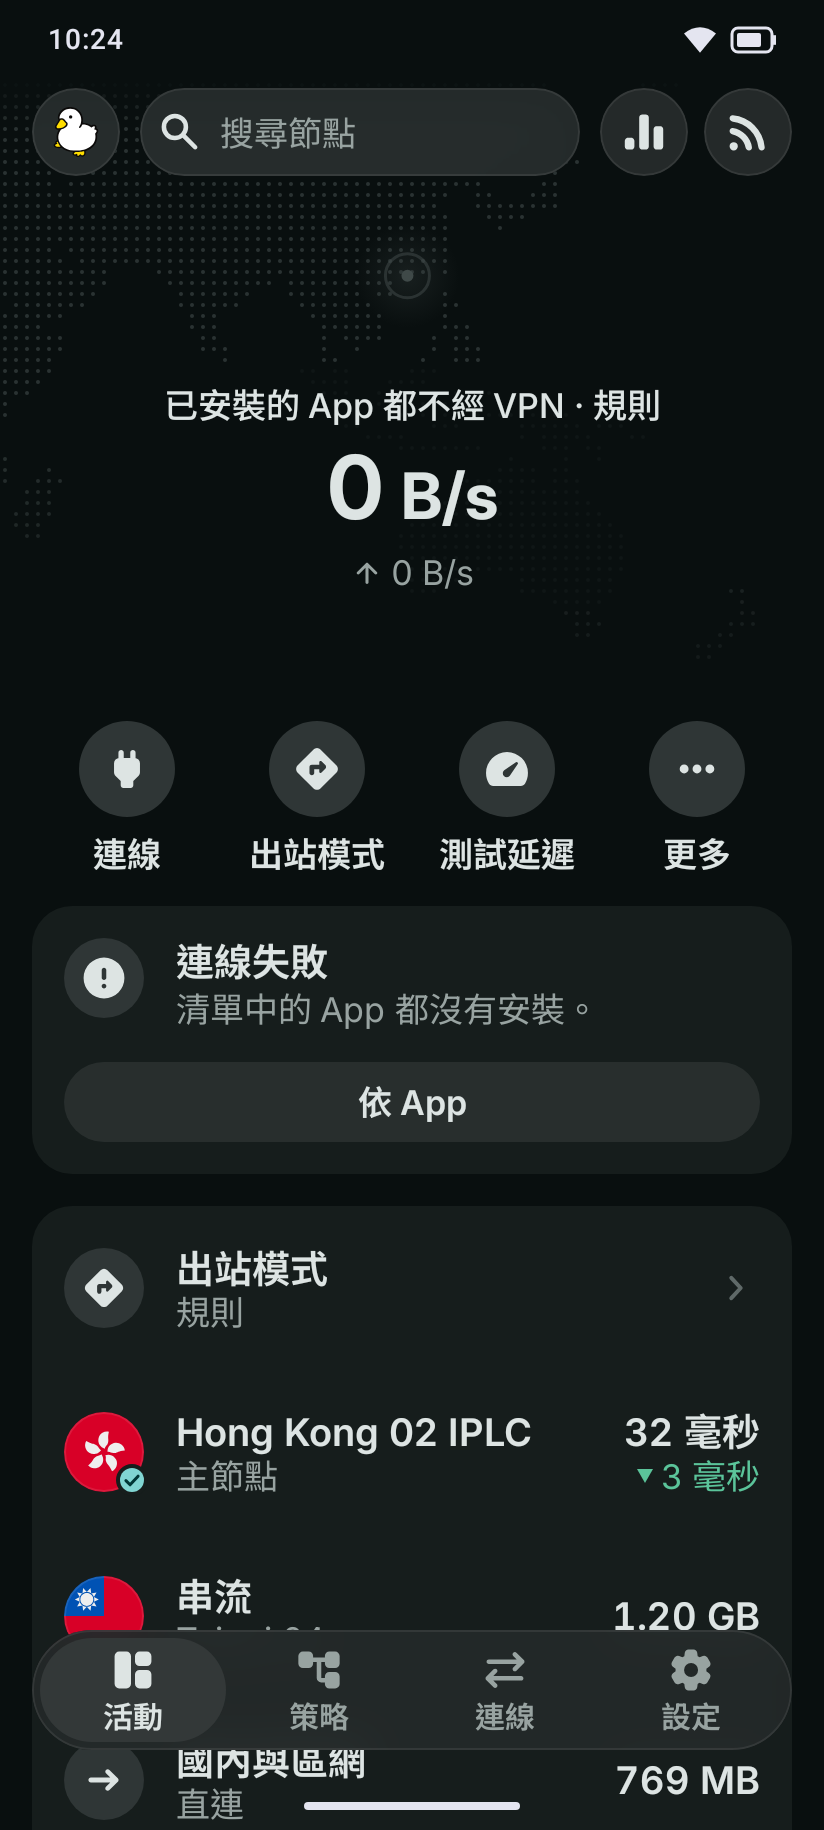 10:24
搜尋節點
已安裝的 App 都不經 VPN · 規則
0 B/s
↑ 0 B/s
連線
出站模式
測試延遲
更多
連線失敗
清單中的 App 都沒有安裝。
依 App
出站模式
規則
Hong Kong 02 IPLC
32 毫秒
主節點
▼3 毫秒
串流
1.20 GB
活動
策略
連線
設定
國內與區網
769 MB
直連